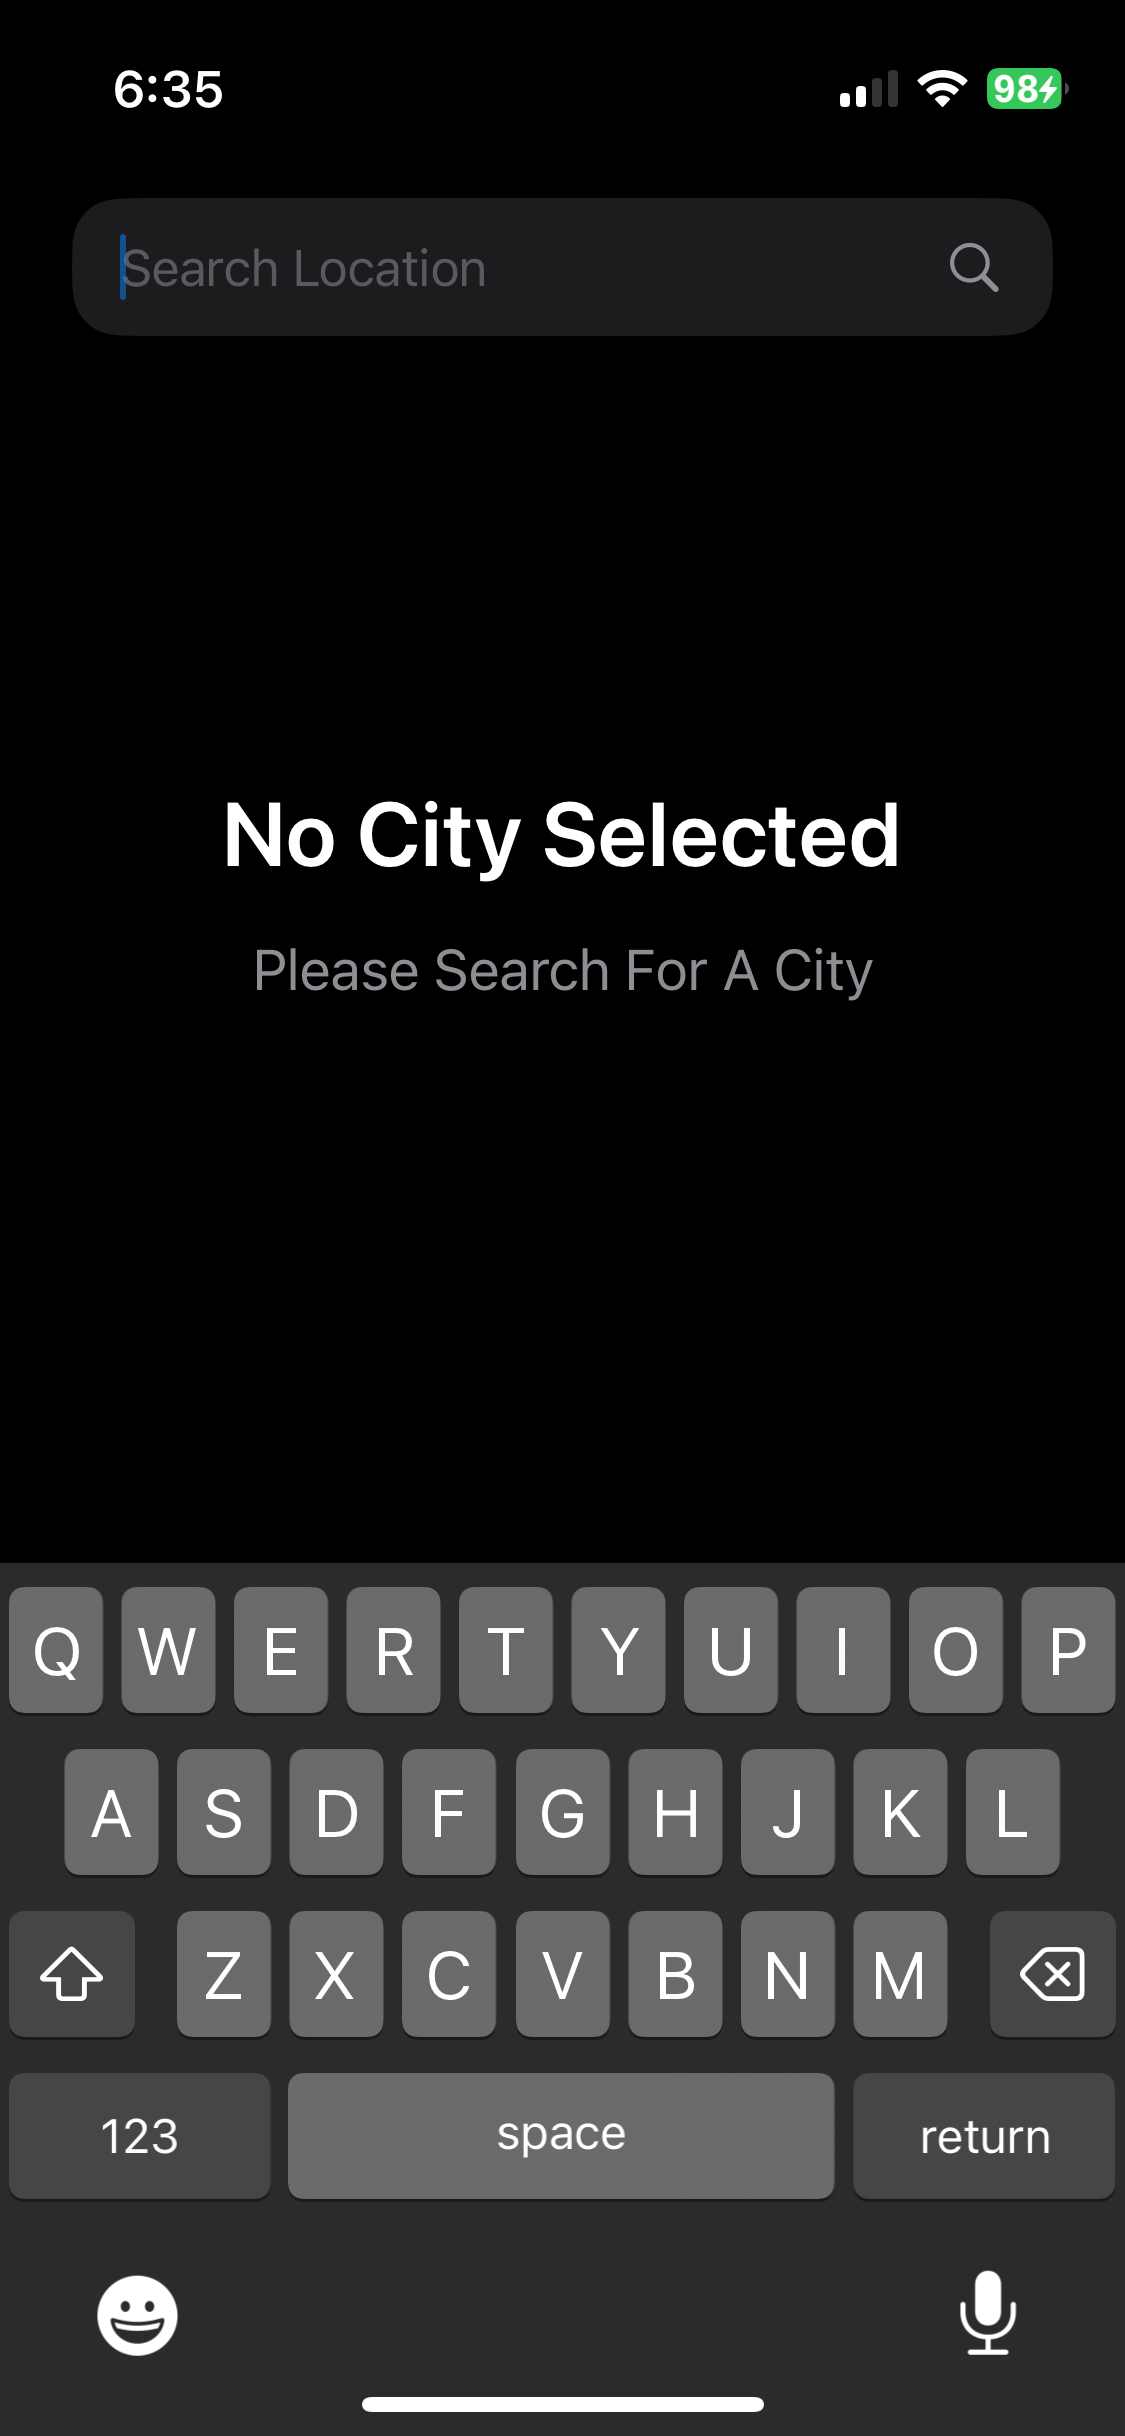 6:35
98
Search Location
No City Selected
Please Search For A City
Q W E R T Y U I O P
A S D F G H J K L
Z X C V B N M
123 space return